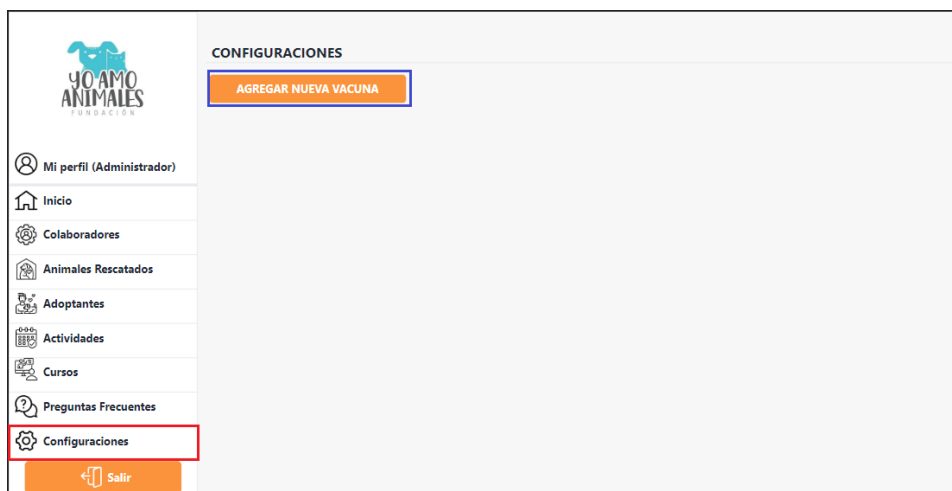 YO AMO
ANIMALES
FUNDACIÓN
Mi perfil (Administrador)
Inicio
Colaboradores
Animales Rescatados
Adoptantes
Actividades
Cursos
Preguntas Frecuentes
Configuraciones
Salir
CONFIGURACIONES
AGREGAR NUEVA VACUNA